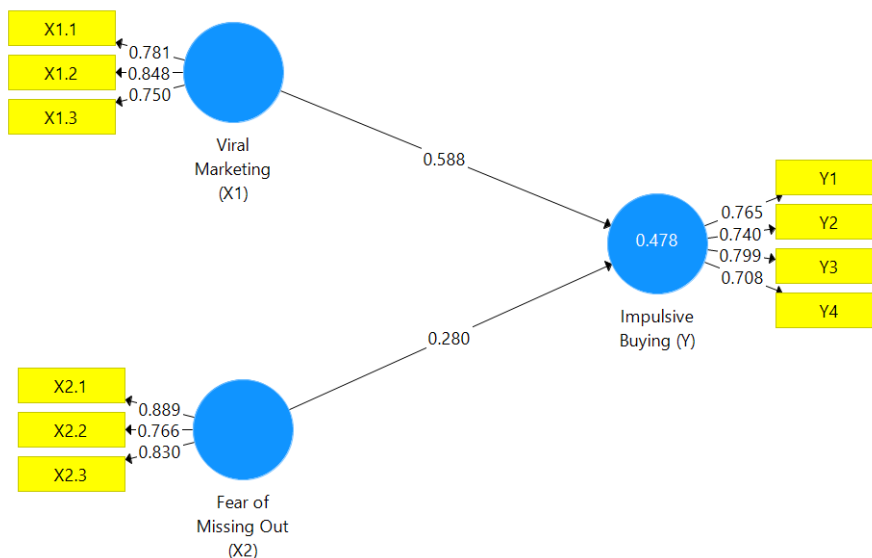 X1.1
X1.2
X1.3
0.781
0.848
0.750
Viral
Marketing
(X1)
0.588
0.478
Impulsive
Buying (Y)
0.765
0.740
0.799
0.708
Y1
Y2
Y3
Y4
0.280
X2.1
X2.2
X2.3
0.889
0.766
0.830
Fear of
Missing Out
(X2)